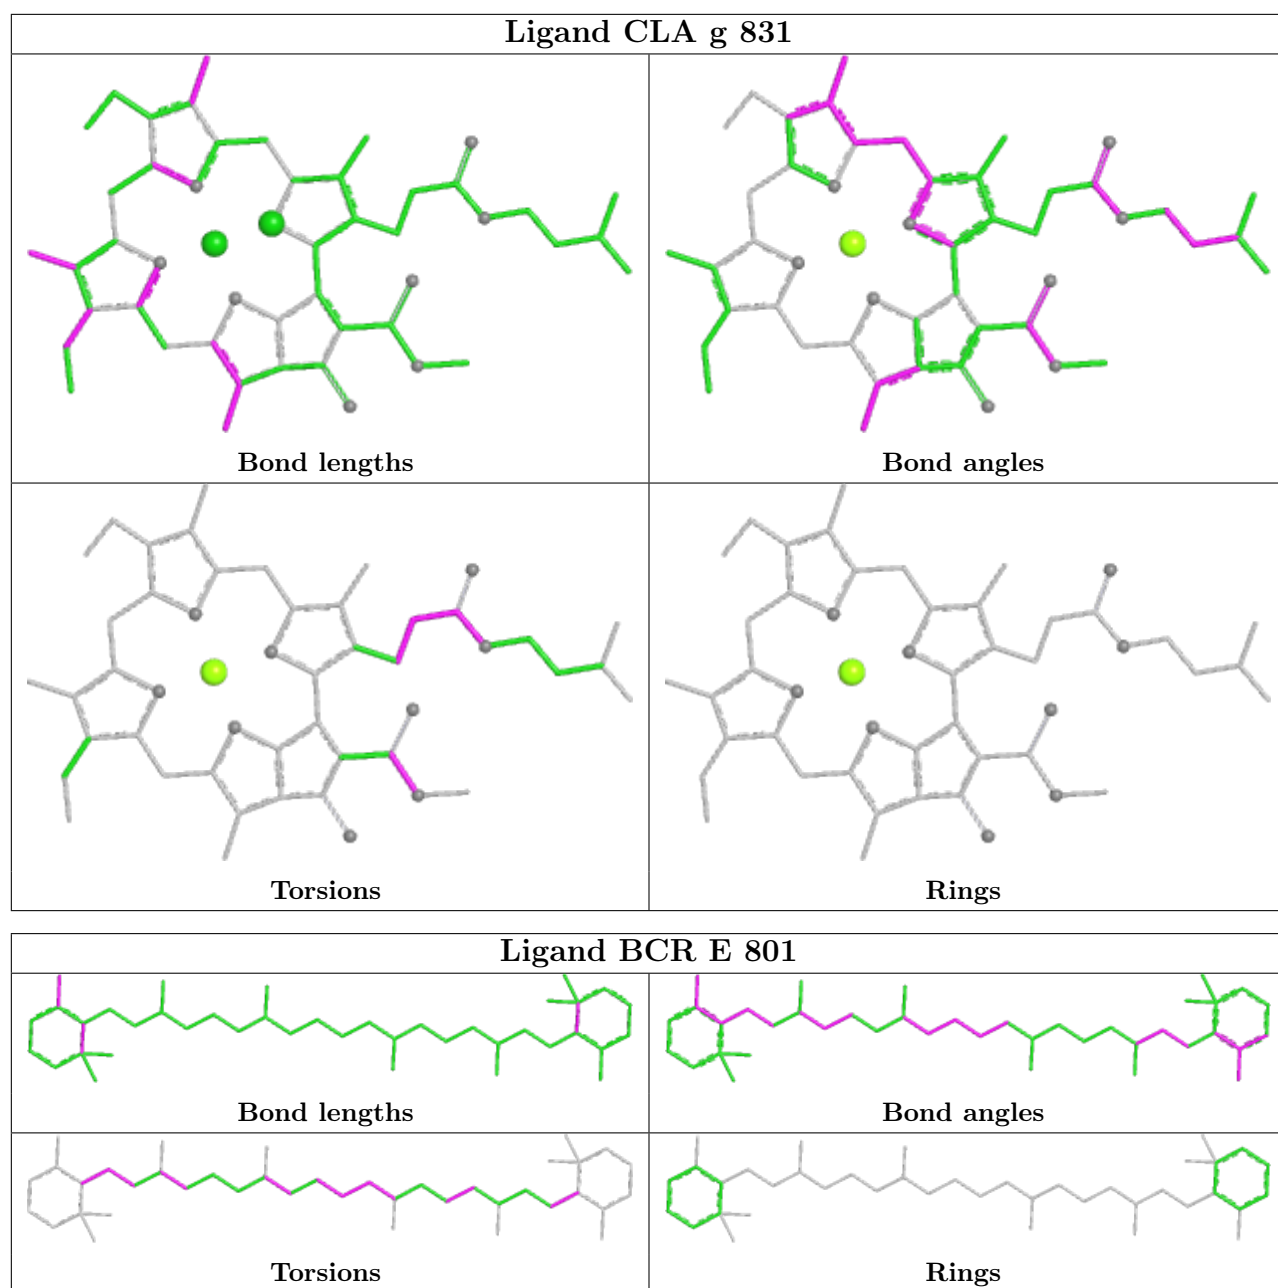 Ligand CLA g 831
Bond lengths
Bond angles
Torsions
Rings
Ligand BCR E 801
Bond lengths
Bond angles
Torsions
Rings